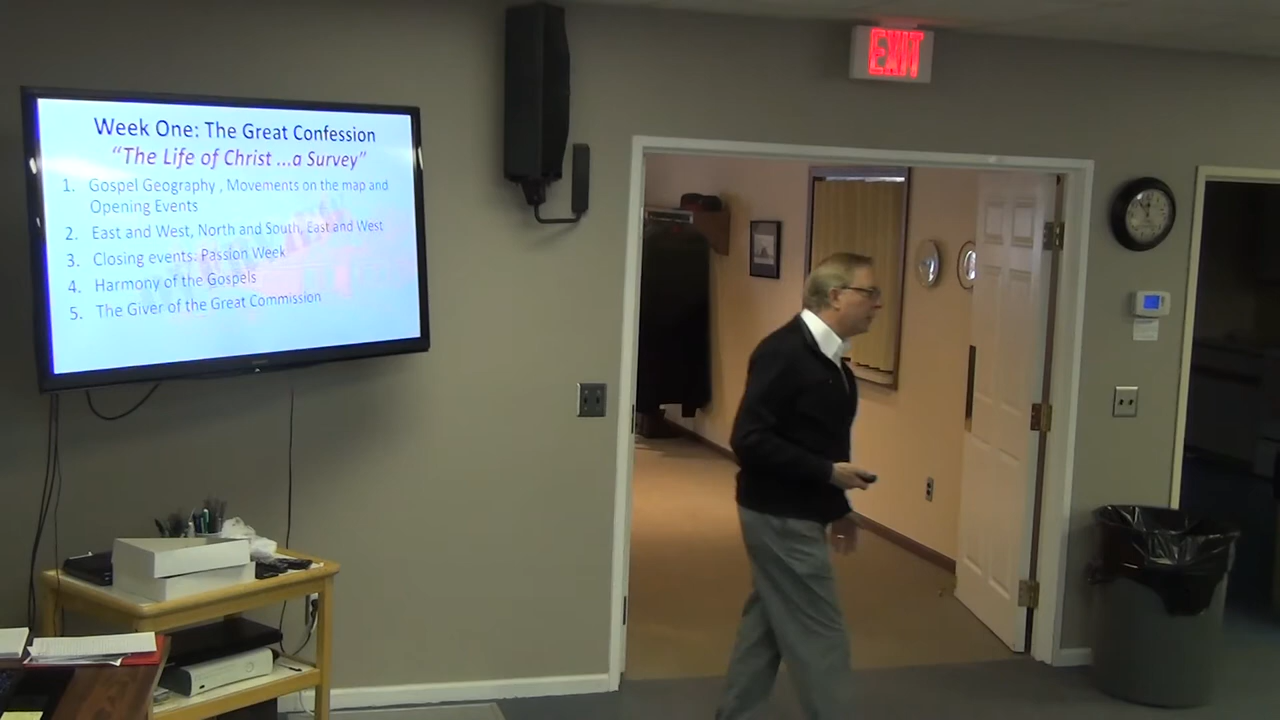 EXIT
Week One: The Great Confession
"The Life of Christ ...a Survey"
1. Gospel Geography , Movements on the map and
Opening Events
2. East and West, North and South, East and West
3. Closing events: Passion Week
4. Harmony of the Gospels
5. The Giver of the Great Commission